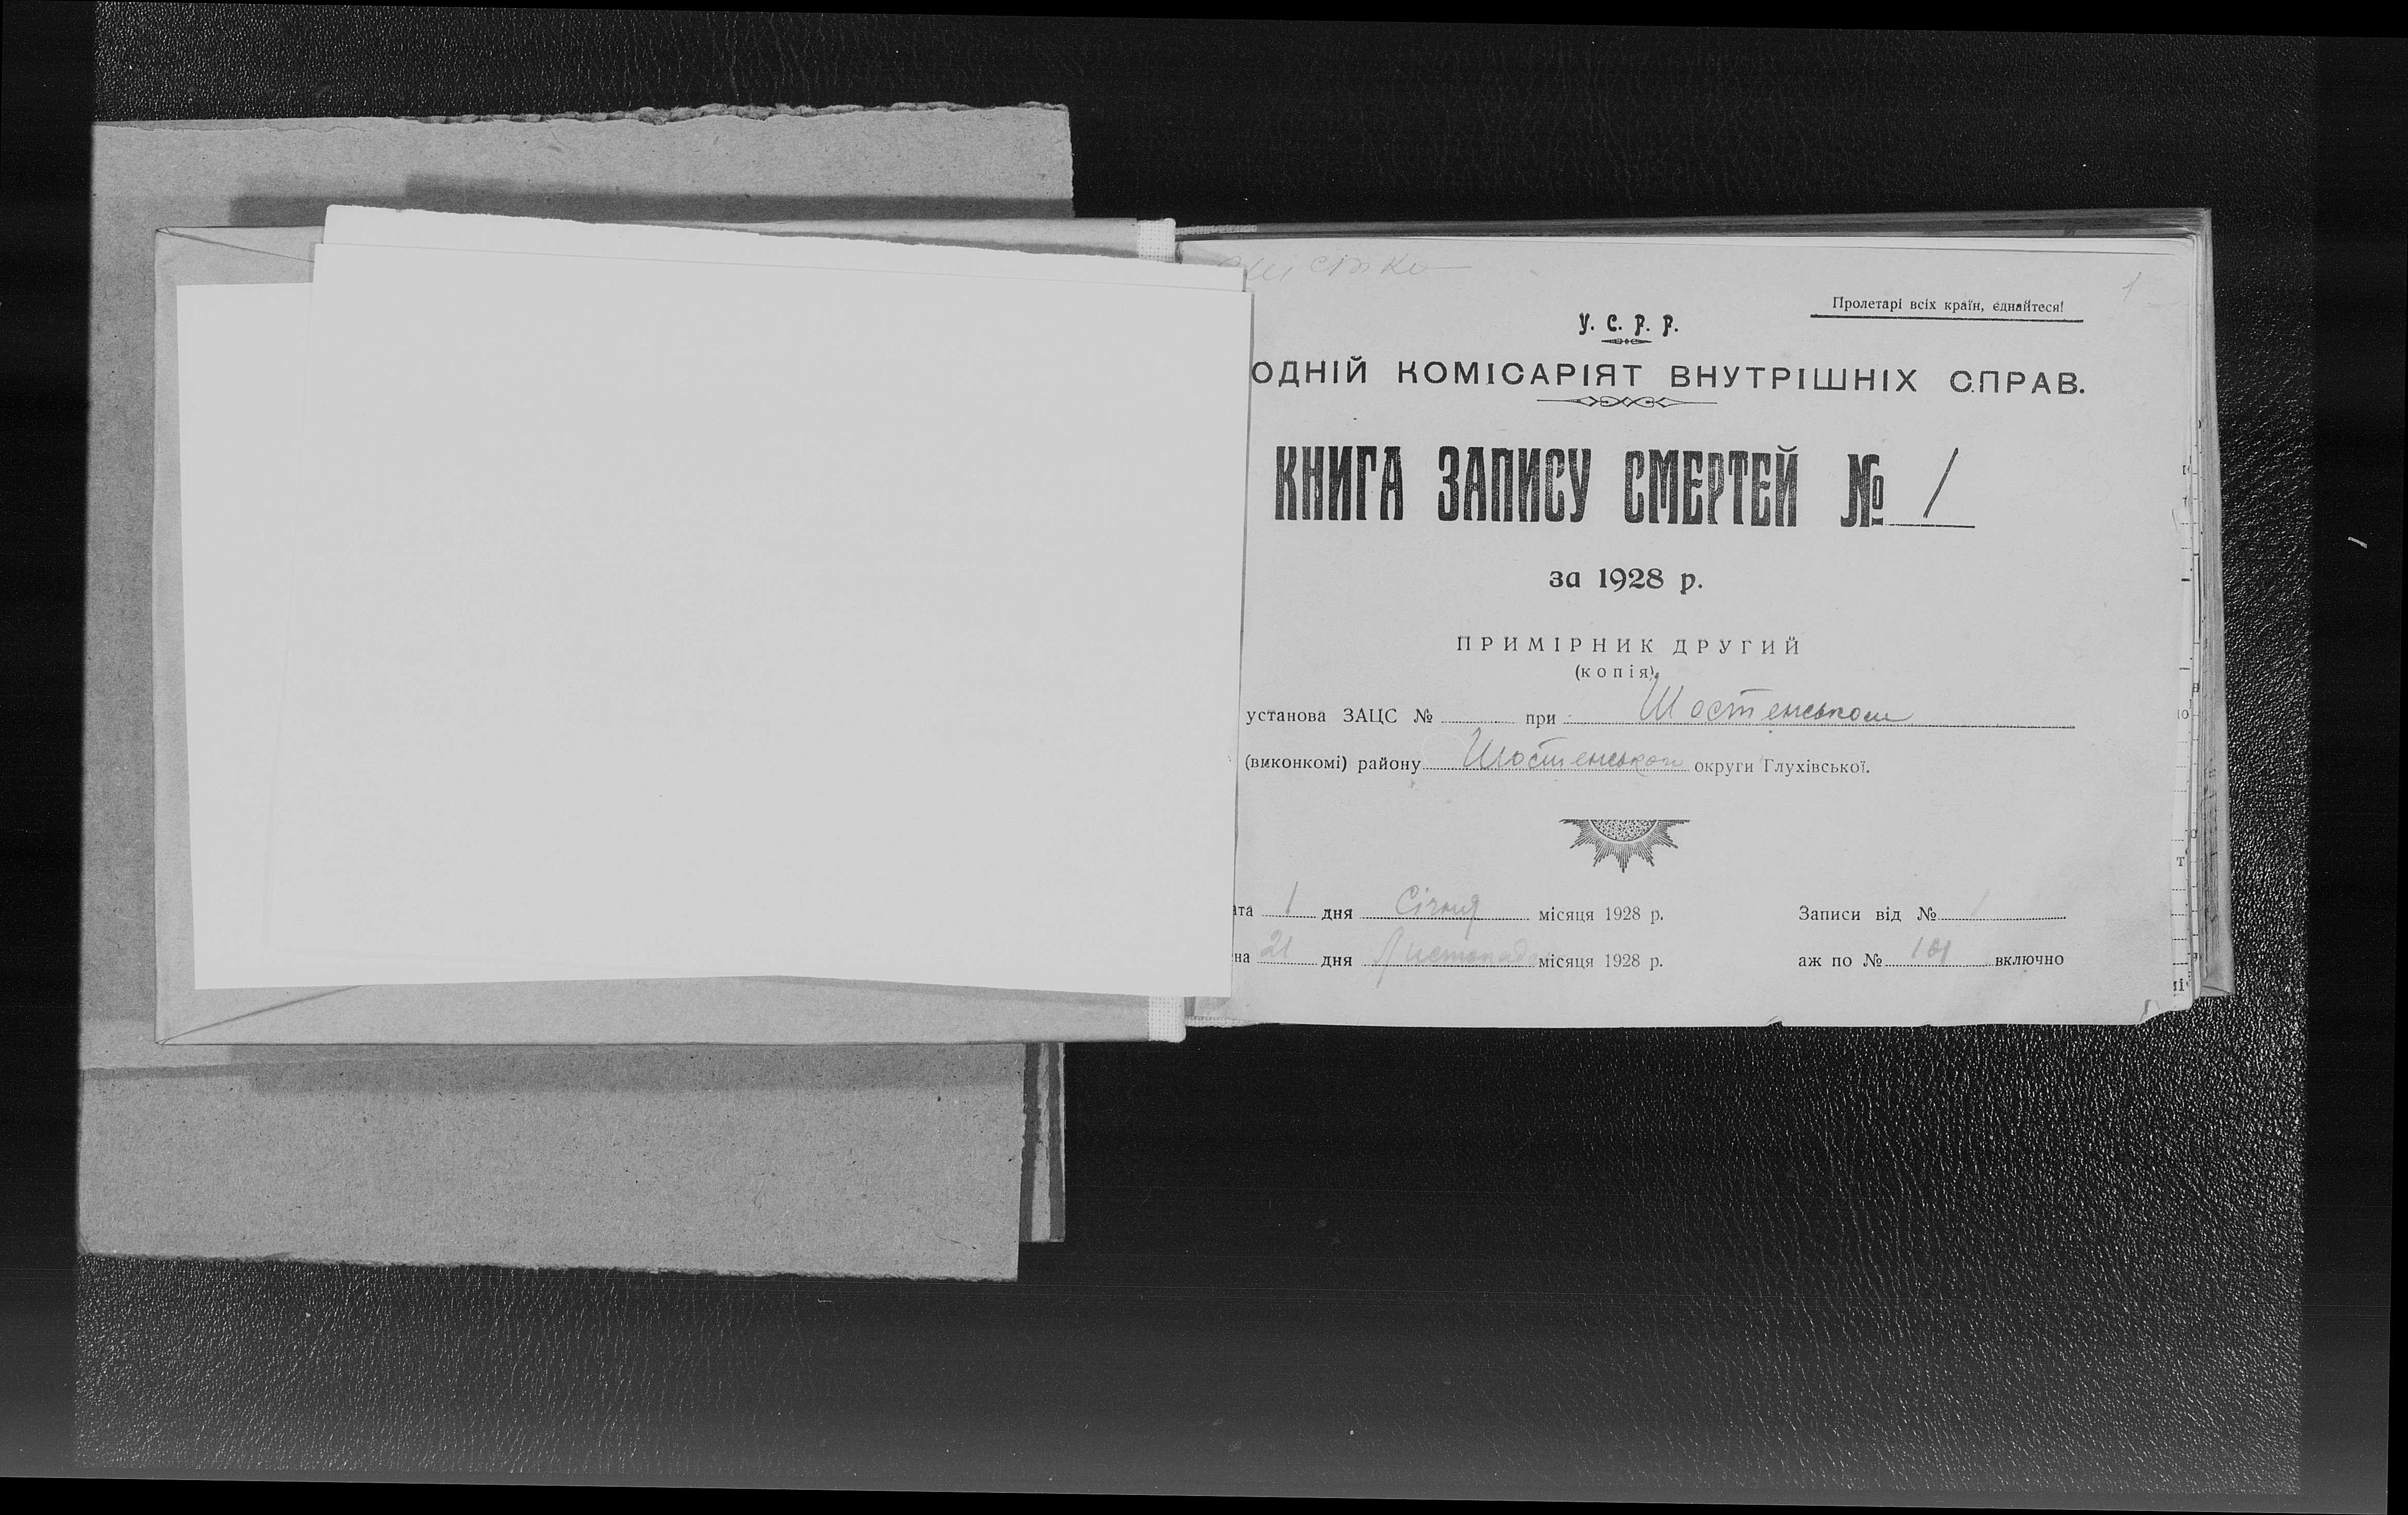 1
Пролетарі всіх країн, єднайтеся!
У. С. Р. Р.
ОДНІЙ КОМІСАРІЯТ ВНУТРІШНІХ СПРАВ.
КНИГА ЗАПИСУ СМЕРТЕЙ № 1
за 1928 р.
ПРИМІРНИК ДРУГИЙ
(копія)
установа ЗАЦС № при Шостенськом
(виконкомі) району Шостенськом округи Глухівської.
ата 1 дня Січня місяця 1928 р. Записи від № 1
на 21 дня Листопада місяця 1928 р. аж по № 101 включно